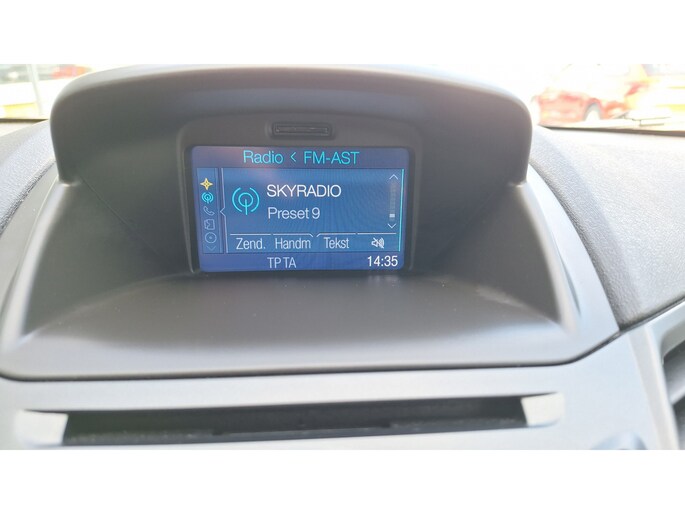 Radio < FM-AST
SKYRADIO
Preset 9
Zend. Handm Tekst
TP TA 14:35